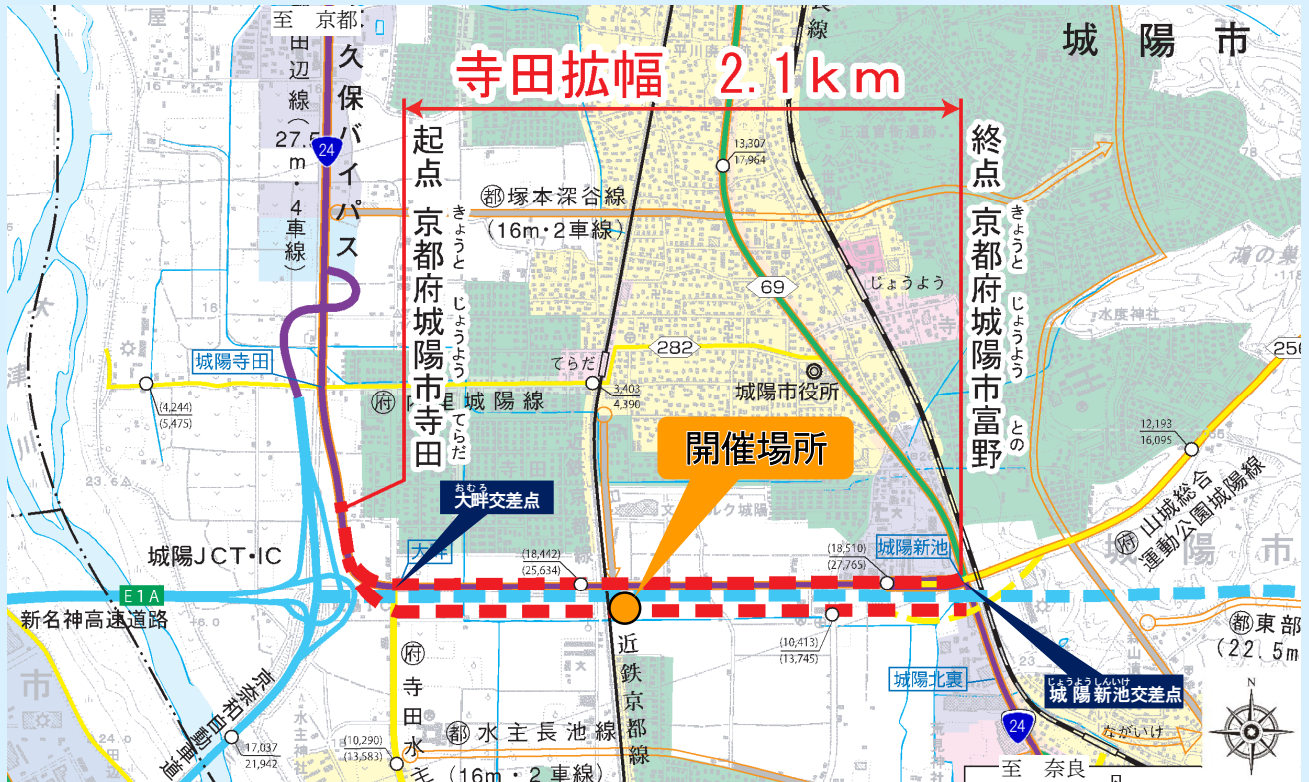 至 京都
城 陽 市
寺田拡幅 2.1km
久保バイパス
田辺線(27.5m・4車線)
24
起点 京都府城陽市寺田
きょうと じょうよう てらだ
終点 京都府城陽市富野
きょうと じょうよう との
13,307
17,964
㊞塚本深谷線
(16m・2車線)
69
じょうよう
水度神社
282
てらだ
256
城陽寺田
3,403
4,390
城陽市役所
(4,244)
(5,475)
府
城陽線
開催場所
12,193
16,095
府
山城総合
運動公園城陽線
おむろ
大畔交差点
大畔
(18,442)
(25,634)
(18,510)
(27,765)
城陽新池
陽 市
城陽JCT・IC
E1A
新名神高速道路
(10,413)
(13,745)
都東部
(22.5m
近鉄京都線
府
寺田水主
城陽北裏
じょうようしんいけ
城陽新池交差点
市
京奈和自動車道
17,037
21,942
(10,290)
(13,583)
都水主長池線
(16m・2車線)
24
ながいけ
N
至 奈良